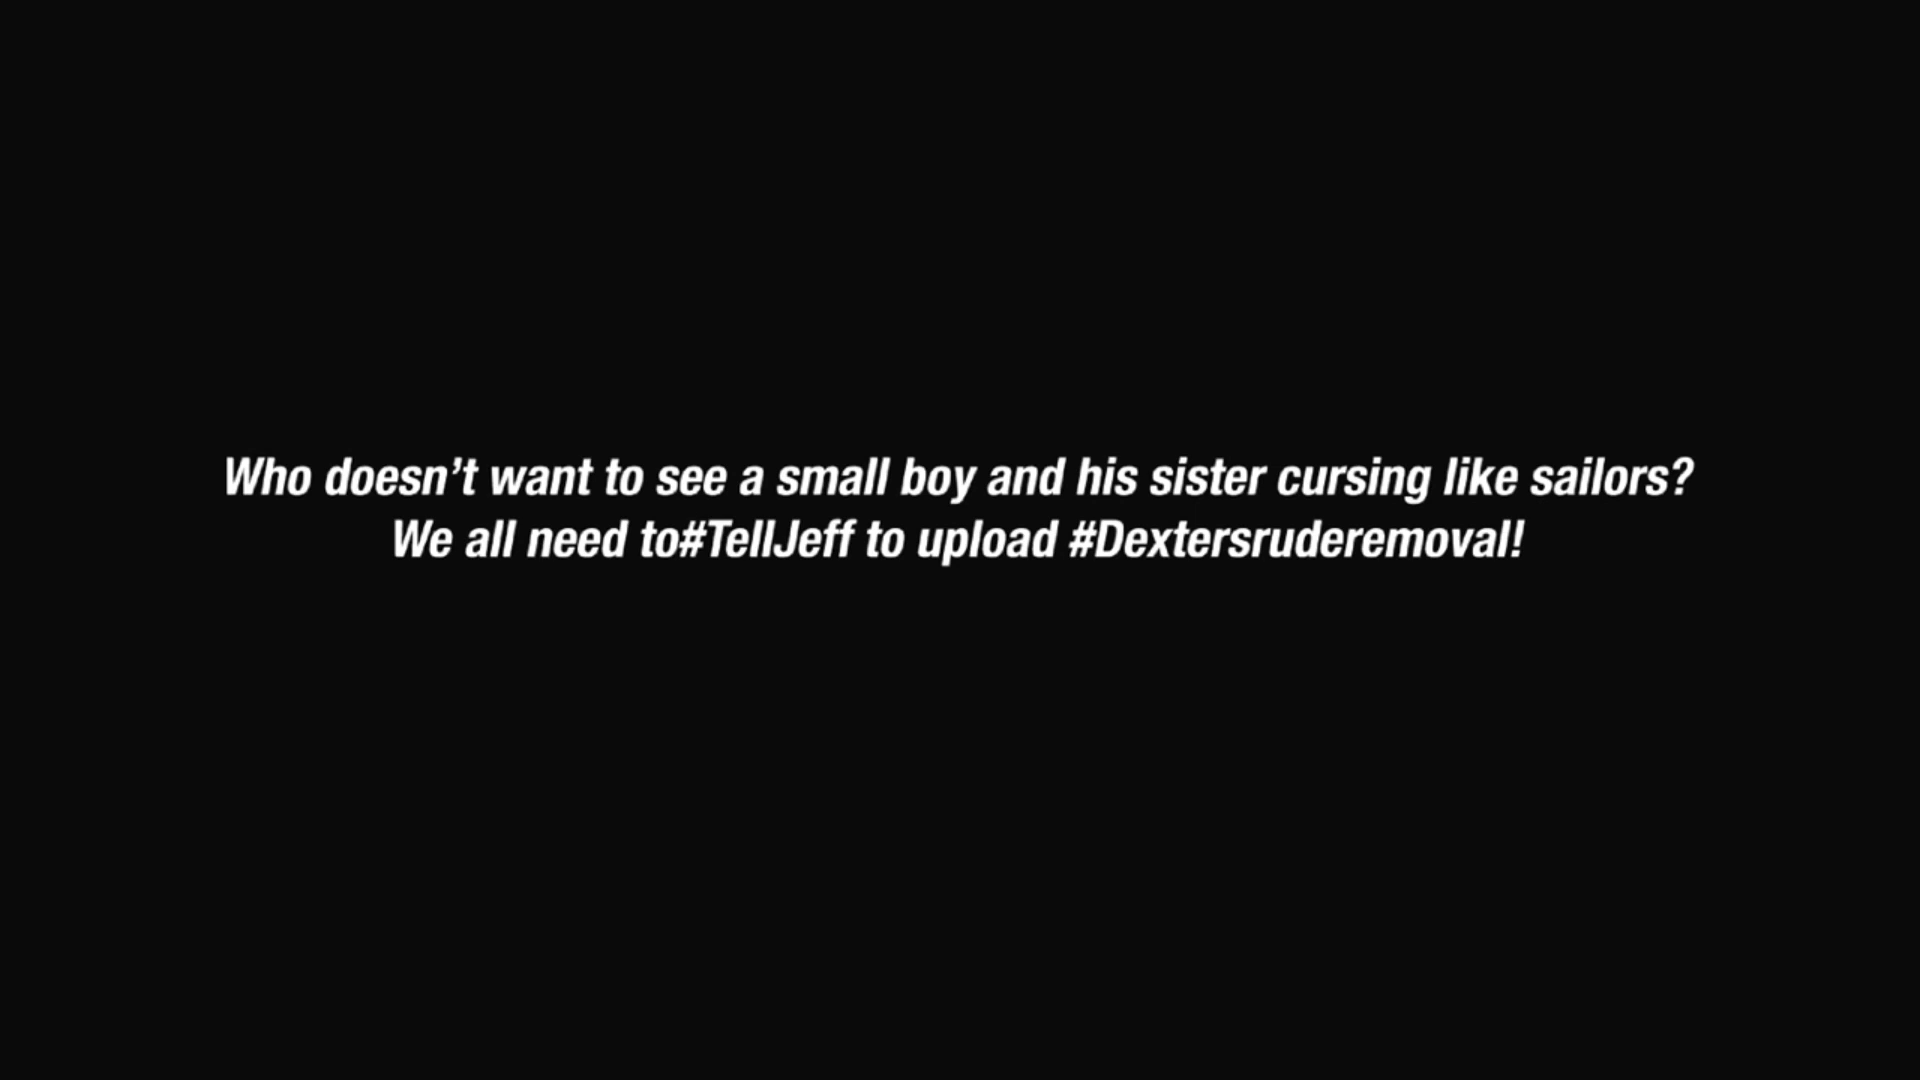 Who doesn’t want to see a small boy and his sister cursing like sailors?
We all need to#TellJeff to upload #Dextersruderemoval!